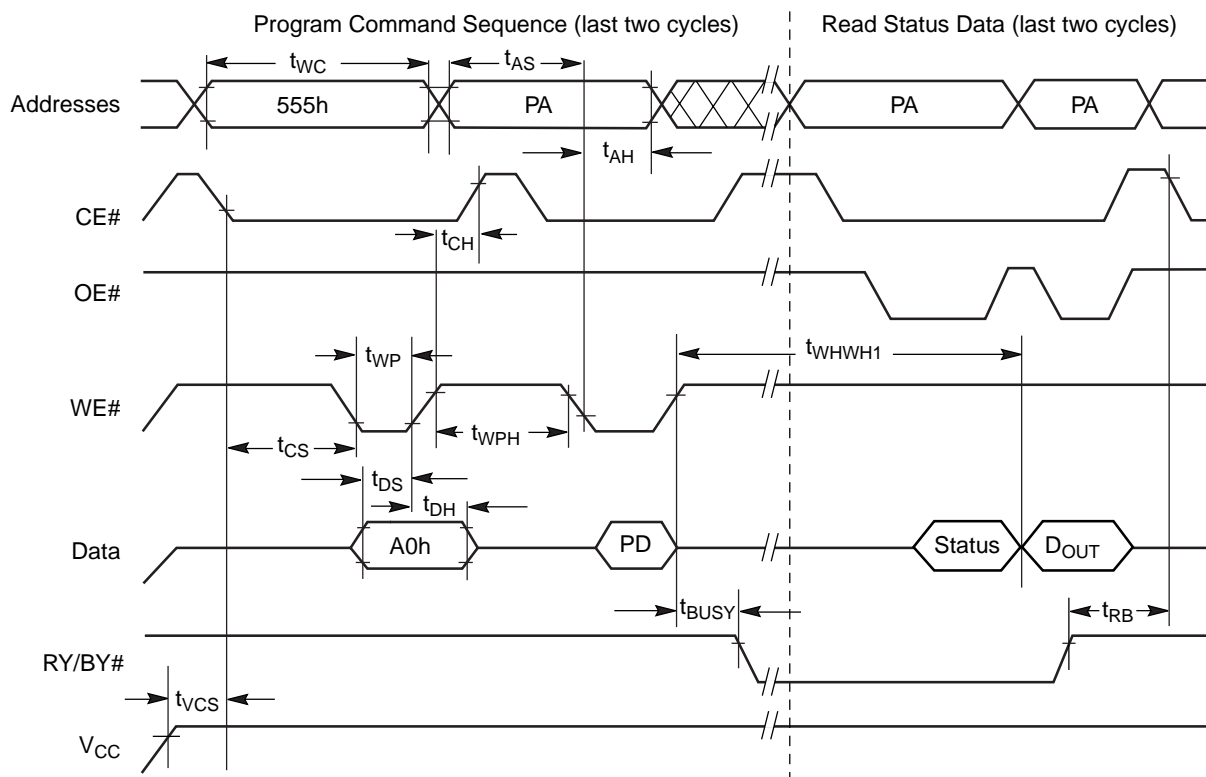 Program Command Sequence (last two cycles)
Read Status Data (last two cycles)
tWC
tAS
Addresses
555h
PA
PA
PA
tAH
CE#
tCH
OE#
tWP
tWHWH1
WE#
tCS
tWPH
tDS
tDH
Data
A0h
PD
Status
DOUT
tBUSY
tRB
RY/BY#
tVCS
VCC